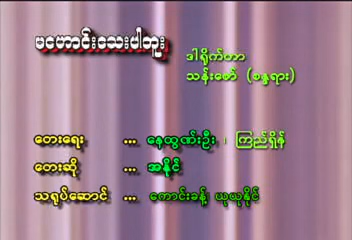 မဟောင်းသေးပါဘူး
ဒါရိုက်တာ
သန်းဇော် (စန္ဒရား)
တေးရေး ... နေထွဏ်းဦး ၊ ကြည်ရှိန်
တေးဆို ... အနိုင်
သရုပ်ဆောင် ... ကောင်းခန့် ယုယုနိုင်